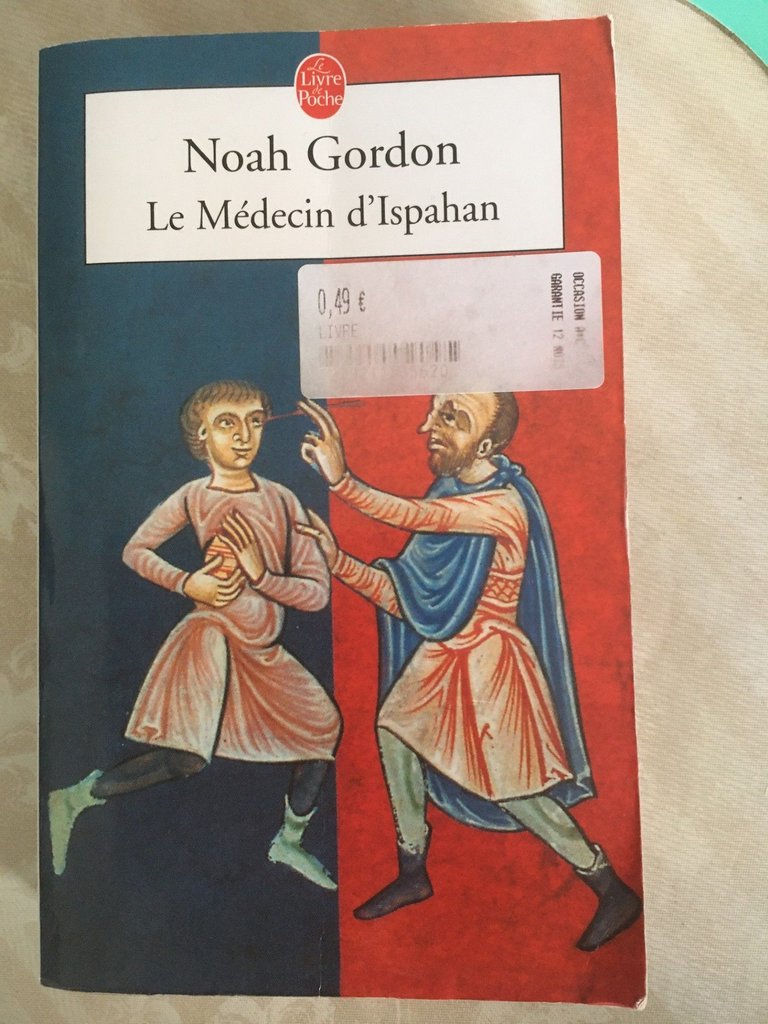 Le
Livre
de
Poche
Noah Gordon
Le Médecin d'Ispahan
0,49 €
LIVRE
OCCASION
GARANTIE 12 MOIS